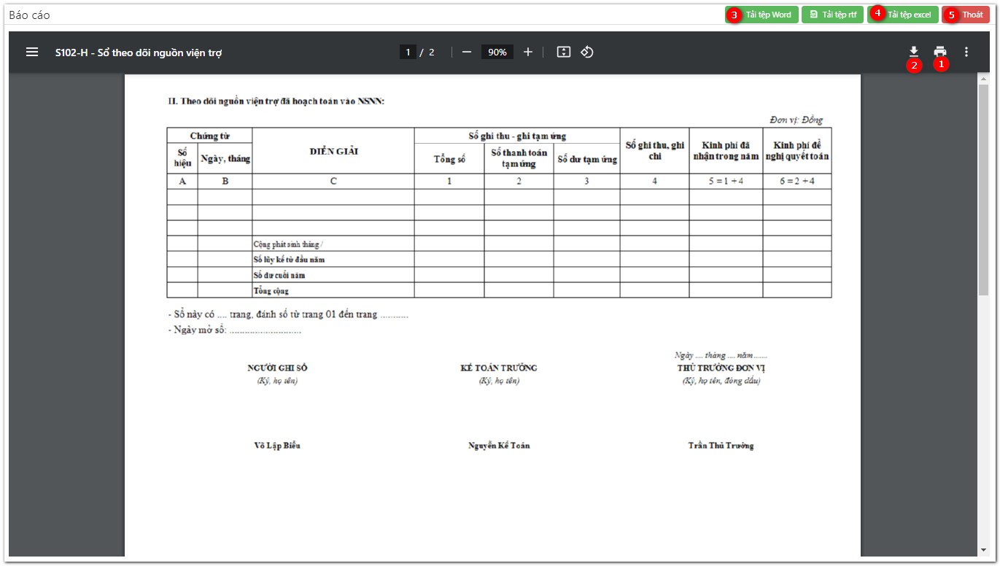 Báo cáo
3 Tải tệp Word Tải tệp rtf 4 Tải tệp excel 5 Thoát
S102-H - Sổ theo dõi nguồn viện trợ 1 / 2 90%
2 1
II. Theo dõi nguồn viện trợ đã hoạch toán vào NSNN:
Đơn vị: Đồng
Chứng từ
Số hiệu
Ngày, tháng
DIỄN GIẢI
Số ghi thu - ghi tạm ứng
Tổng số
Số thanh toán
tạm ứng
Số dư tạm ứng
Số ghi thu, ghi
chi
Kinh phí đã
nhận trong năm
Kinh phí đề
nghị quyết toán
A B C 1 2 3 4 5 = 1 + 4 6 = 2 + 4
Cộng phát sinh tháng /
Số lũy kế từ đầu năm
Số dư cuối năm
Tổng cộng
- Sổ này có .... trang, đánh số từ trang 01 đến trang ...........
- Ngày mở sổ: ............................
Ngày .... tháng .... năm.......
NGƯỜI GHI SỔ KẾ TOÁN TRƯỞNG THỦ TRƯỞNG ĐƠN VỊ
(Ký, họ tên) (Ký, họ tên) (Ký, họ tên, đóng dấu)
Võ Lập Biểu Nguyễn Kế Toán Trần Thủ Trưởng